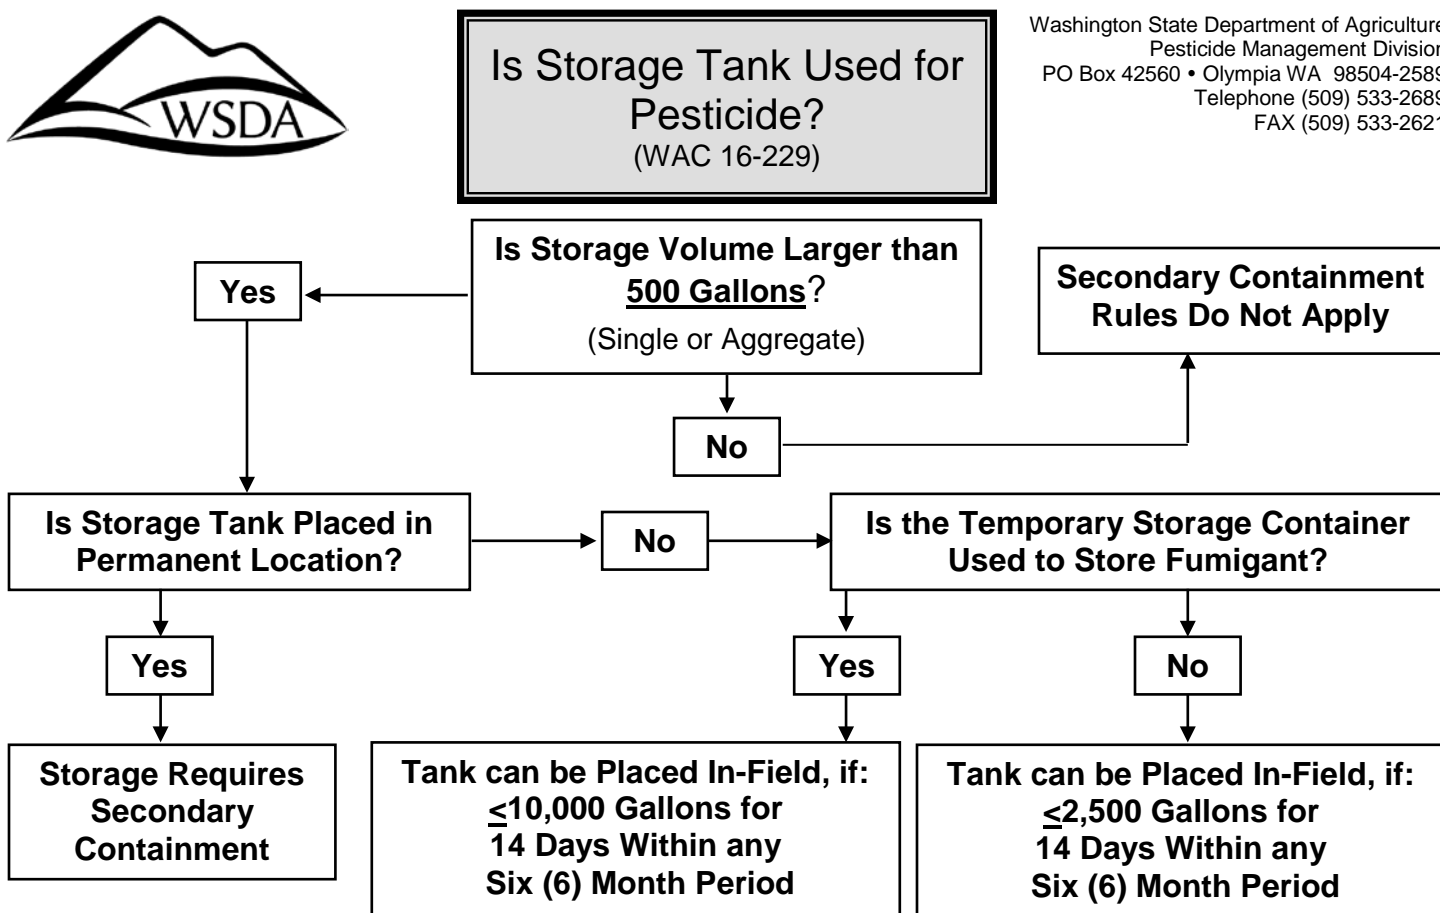 WSDA
Is Storage Tank Used for
Pesticide?
(WAC 16-229)
Washington State Department of Agriculture
Pesticide Management Division
PO Box 42560 • Olympia WA 98504-2589
Telephone (509) 533-2689
FAX (509) 533-2621
Is Storage Volume Larger than
500 Gallons?
(Single or Aggregate)
Yes
Secondary Containment
Rules Do Not Apply
No
Is Storage Tank Placed in
Permanent Location?
No
Is the Temporary Storage Container
Used to Store Fumigant?
Yes
Yes
No
Storage Requires
Secondary
Containment
Tank can be Placed In-Field, if:
≤10,000 Gallons for
14 Days Within any
Six (6) Month Period
Tank can be Placed In-Field, if:
≤2,500 Gallons for
14 Days Within any
Six (6) Month Period